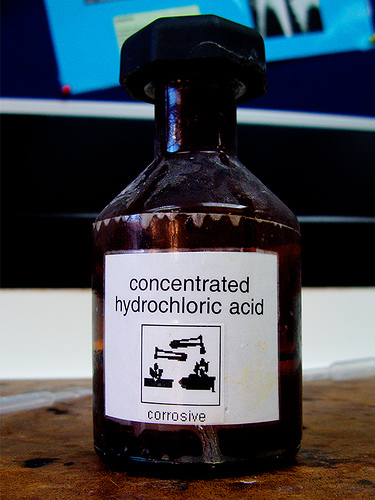 concentrated
hydrochloric acid
corrosive